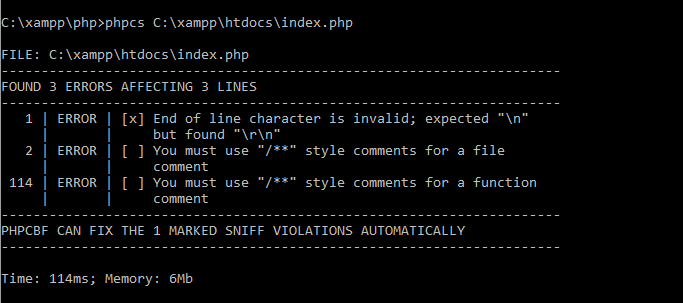 C:\xampp\php>phpcs C:\xampp\htdocs\index.php
FILE: C:\xampp\htdocs\index.php
----------------------------------------------------------------------
FOUND 3 ERRORS AFFECTING 3 LINES
----------------------------------------------------------------------
   1 | ERROR | [x] End of line character is invalid; expected "\n"
     |       |     but found "\r\n"
   2 | ERROR | [ ] You must use "/**" style comments for a file
     |       |     comment
 114 | ERROR | [ ] You must use "/**" style comments for a function
     |       |     comment
----------------------------------------------------------------------
PHPCBF CAN FIX THE 1 MARKED SNIFF VIOLATIONS AUTOMATICALLY
----------------------------------------------------------------------
Time: 114ms; Memory: 6Mb